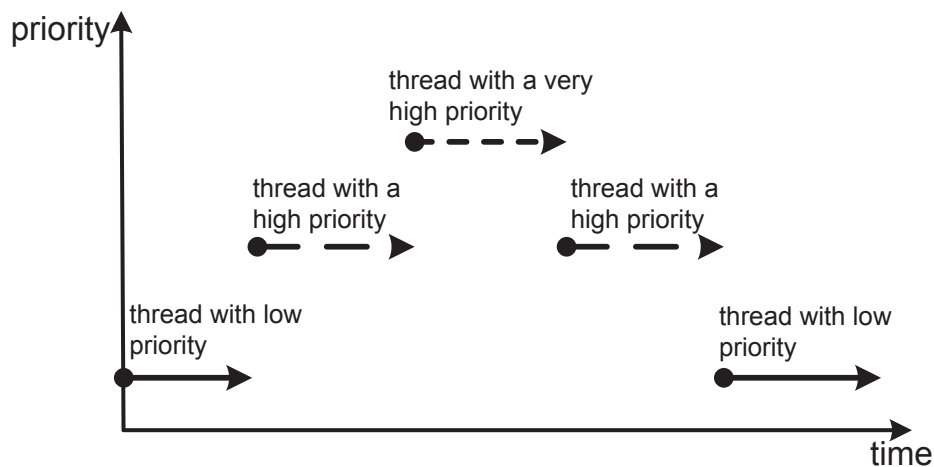 priority
thread with a very
high priority
thread with a
high priority
thread with a
high priority
thread with low
priority
thread with low
priority
time